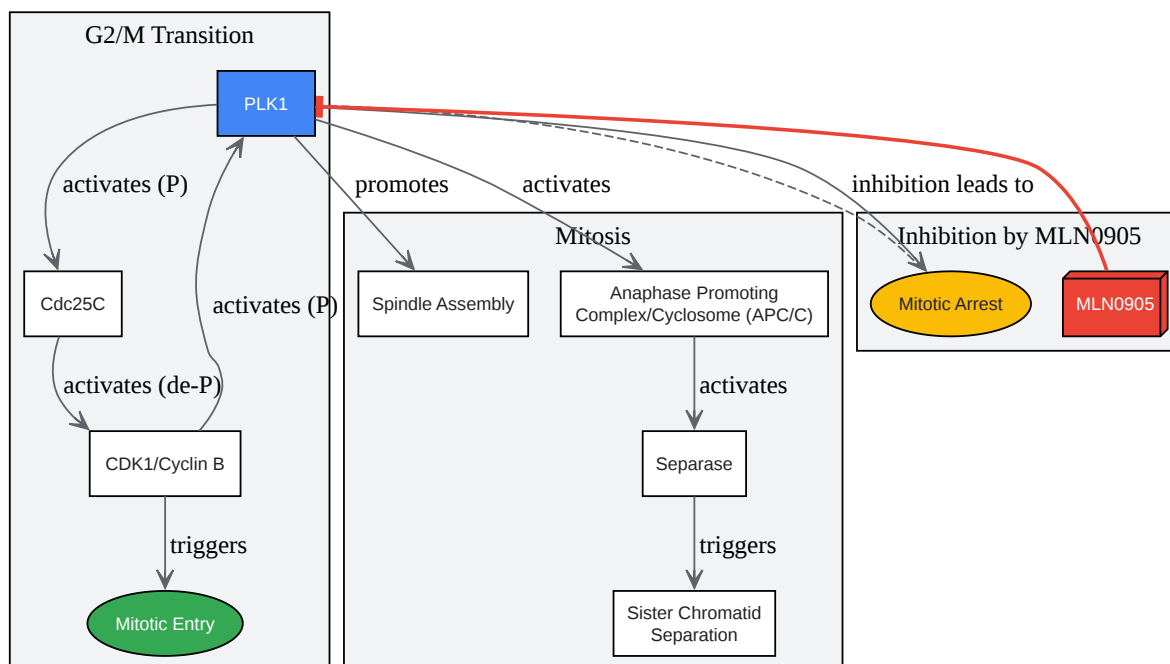 G2/M Transition
PLK1
activates (P)
promotes
activates
inhibition leads to
Mitosis
Inhibition by MLN0905
Cdc25C
activates (P)
Spindle Assembly
Anaphase Promoting
Complex/Cyclosome (APC/C)
Mitotic Arrest
MLN0905
activates (de-P)
activates
CDK1/Cyclin B
Separase
triggers
triggers
Mitotic Entry
Sister Chromatid
Separation